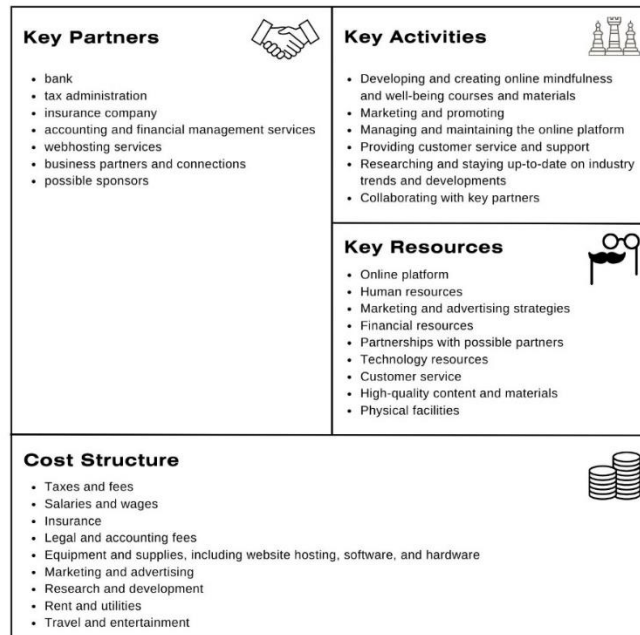 Key Partners
• bank
• tax administration
• insurance company
• accounting and financial management services
• webhosting services
• business partners and connections
• possible sponsors
Key Activities
• Developing and creating online mindfulness
and well-being courses and materials
• Marketing and promoting
• Managing and maintaining the online platform
• Providing customer service and support
• Researching and staying up-to-date on industry
trends and developments
• Collaborating with key partners
Key Resources
• Online platform
• Human resources
• Marketing and advertising strategies
• Financial resources
• Partnerships with possible partners
• Technology resources
• Customer service
• High-quality content and materials
• Physical facilities
Cost Structure
• Taxes and fees
• Salaries and wages
• Insurance
• Legal and accounting fees
• Equipment and supplies, including website hosting, software, and hardware
• Marketing and advertising
• Research and development
• Rent and utilities
• Travel and entertainment